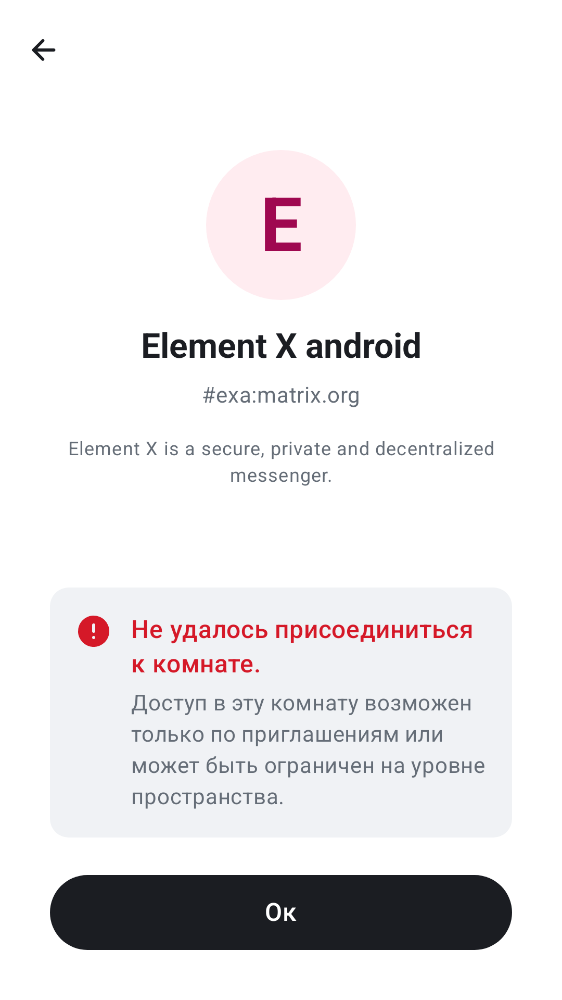 E
Element X android
#exa:matrix.org
Element X is a secure, private and decentralized
messenger.
Не удалось присоединиться
к комнате.
Доступ в эту комнату возможен
только по приглашениям или
может быть ограничен на уровне
пространства.
Ок